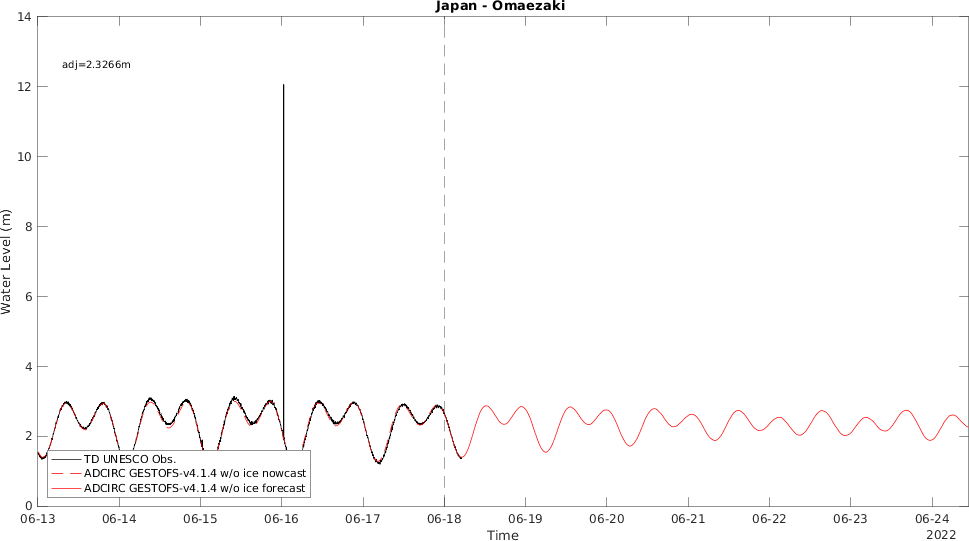 Japan - Omaezaki
14
12
10
8
6
4
2
0
adj=2.3266m
Water Level (m)
TD UNESCO Obs.
ADCIRC GESTOFS-v4.1.4 w/o ice nowcast
ADCIRC GESTOFS-v4.1.4 w/o ice forecast
06-13 06-14 06-15 06-16 06-17 06-18 06-19 06-20 06-21 06-22 06-23 06-24
Time
2022